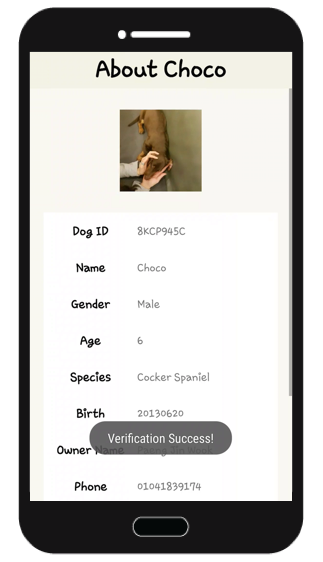 About Choco
Dog ID 8KCP945C
Name Choco
Gender Male
Age 6
Species Cocker Spaniel
Birth 20130620
Verification Success!
Owner Name
Phone 01041839174